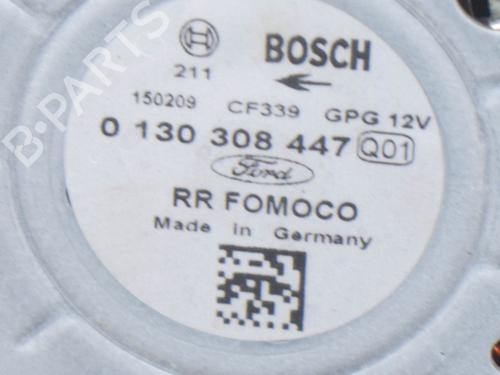 BOSCH
211
150209 CF339 GPG 12V
0 130 308 447 Q01
Ford
RR FOMOCO
Made in Germany
B-PARTS